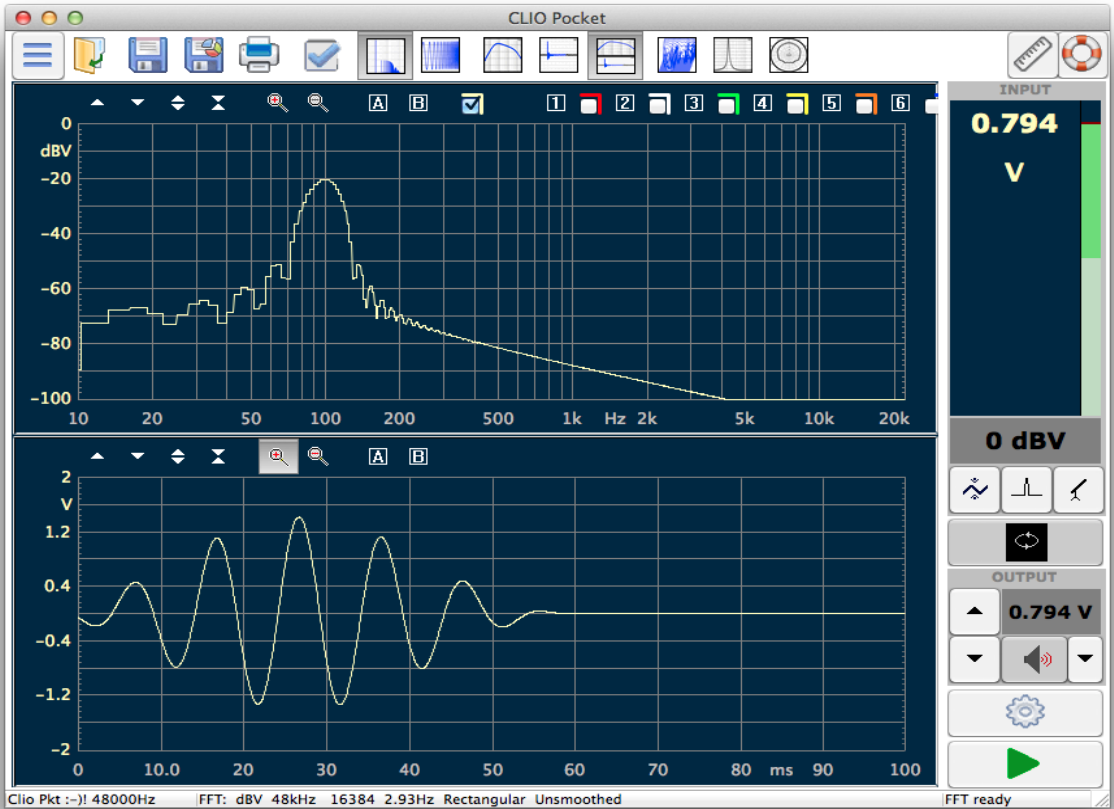 CLIO Pocket
INPUT
0.794
V
0 dBV
OUTPUT
0.794 V
A B 1 2 3 4 5 6
0
dBV
-20
-40
-60
-80
-100
10 20 50 100 200 500 1k Hz 2k 5k 10k 20k
A B
2
V
1.2
0.4
-0.4
-1.2
-2
0 10.0 20 30 40 50 60 70 80 ms 90 100
Clio Pkt :-)! 48000Hz FFT: dBV 48kHz 16384 2.93Hz Rectangular Unsmoothed FFT ready